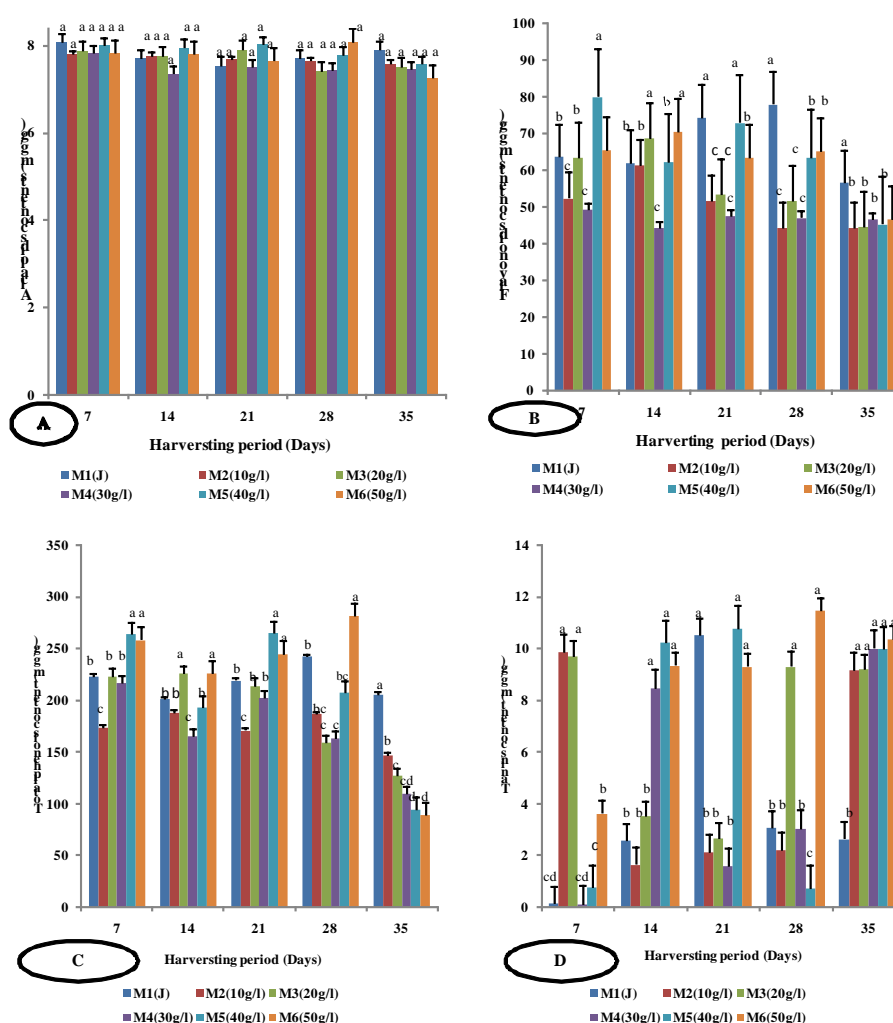 a a a a a a
a a a a
a
a a
a
a
a
a
a a
a
a a a a
a
a
a
a a a a a
8
6
4
2
0
7 14 21 28 35
A
Harversting period (Days)
M1(J) M2(10g/l) M3(20g/l)
M4(30g/l) M5(40g/l) M6(50g/l)
100
90
80
70
60
50
40
30
20
10
0
b c b c a
b b a c b a
a c c c a b
a c c c b b
a b b b b
7 14 21 28 35
B
Harverting period (Days)
M1(J) M2(10g/l) M3(20g/l)
M4(30g/l) M5(40g/l) M6(50g/l)
350
300
250
200
150
100
50
0
b c b b a a
b b a c b b
b c b b a a
b bc c c bc a
a b c cd d d
7 14 21 28 35
C
Harversting period (Days)
M1(J) M2(10g/l) M3(20g/l)
M4(30g/l) M5(40g/l) M6(50g/l)
14
12
10
8
6
4
2
0
cd a a cd c b
b b b a a a
a b b b a a
b b a b c a
b a a a a a
7 14 21 28 35
D
Harversting period (Days)
M1(J) M2(10g/l) M3(20g/l)
M4(30g/l) M5(40g/l) M6(50g/l)